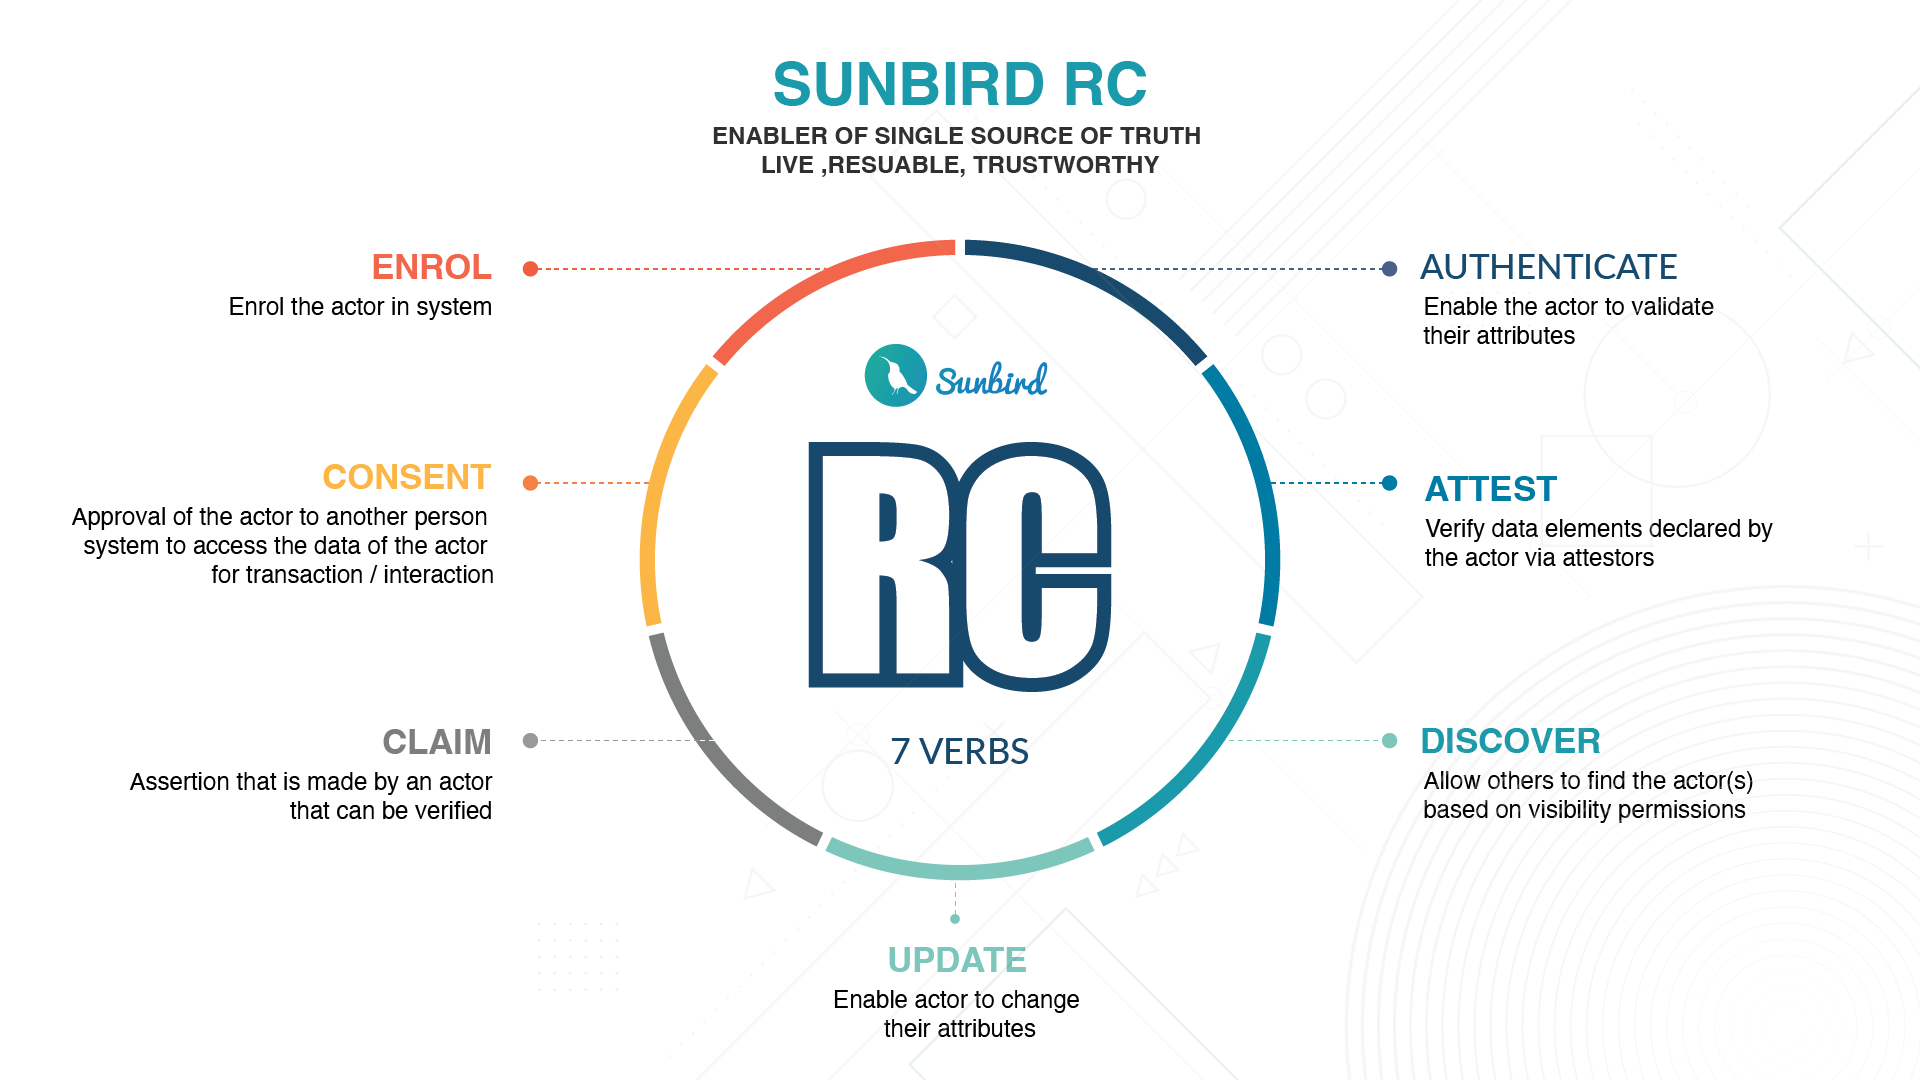 SUNBIRD RC
ENABLER OF SINGLE SOURCE OF TRUTH
LIVE ,RESUABLE, TRUSTWORTHY
ENROL
Enrol the actor in system
CONSENT
Approval of the actor to another person
system to access the data of the actor
for transaction / interaction
CLAIM
Assertion that is made by an actor
that can be verified
Sunbird
RC
7 VERBS
AUTHENTICATE
Enable the actor to validate
their attributes
ATTEST
Verify data elements declared by
the actor via attestors
DISCOVER
Allow others to find the actor(s)
based on visibility permissions
UPDATE
Enable actor to change
their attributes